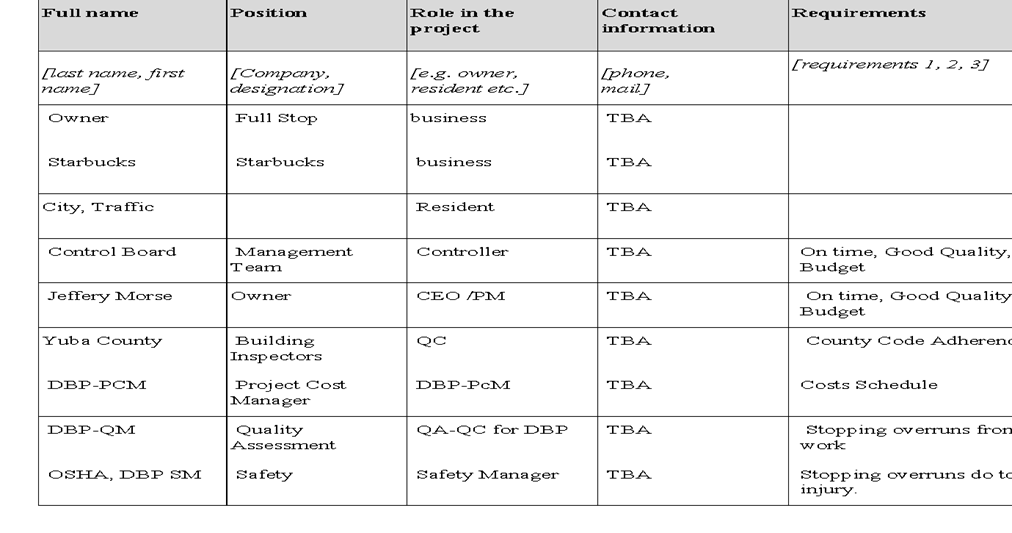 Full name Position Role in the project Contact information Requirements
[last name, first name] [Company, designation] [e.g. owner, resident etc.] [phone, mail] [requirements 1, 2, 3]
Owner Full Stop business TBA
Starbucks Starbucks business TBA
City, Traffic Resident TBA
Control Board Management Team Controller TBA On time, Good Quality, Budget
Jeffery Morse Owner CEO /PM TBA On time, Good Quality Budget
Yuba County Building Inspectors QC TBA County Code
DBP-PCM Project Cost Manager DBP-PcM TBA Costs Schedule
DBP-QM Quality Assessment QA-QC for DBP TBA Stopping overruns work
OSHA, DBP SM Safety Safety Manager TBA Stopping overruns do injury.